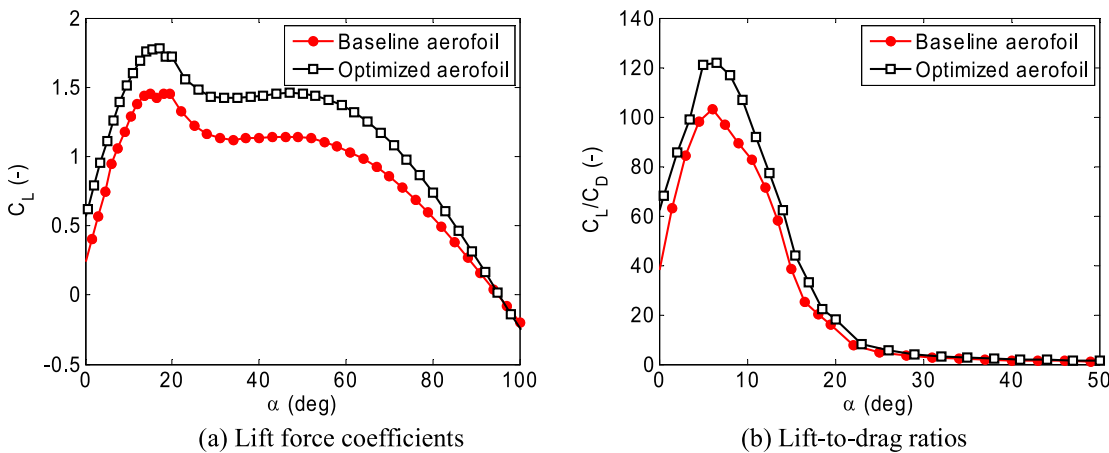 2
1.5
1
0.5
0
-0.5
C_L (-)
0 20 40 60 80 100
α (deg)
Baseline aerofoil
Optimized aerofoil
(a) Lift force coefficients
140
120
100
80
60
40
20
0
C_L/C_D (-)
0 10 20 30 40 50
α (deg)
Baseline aerofoil
Optimized aerofoil
(b) Lift-to-drag ratios